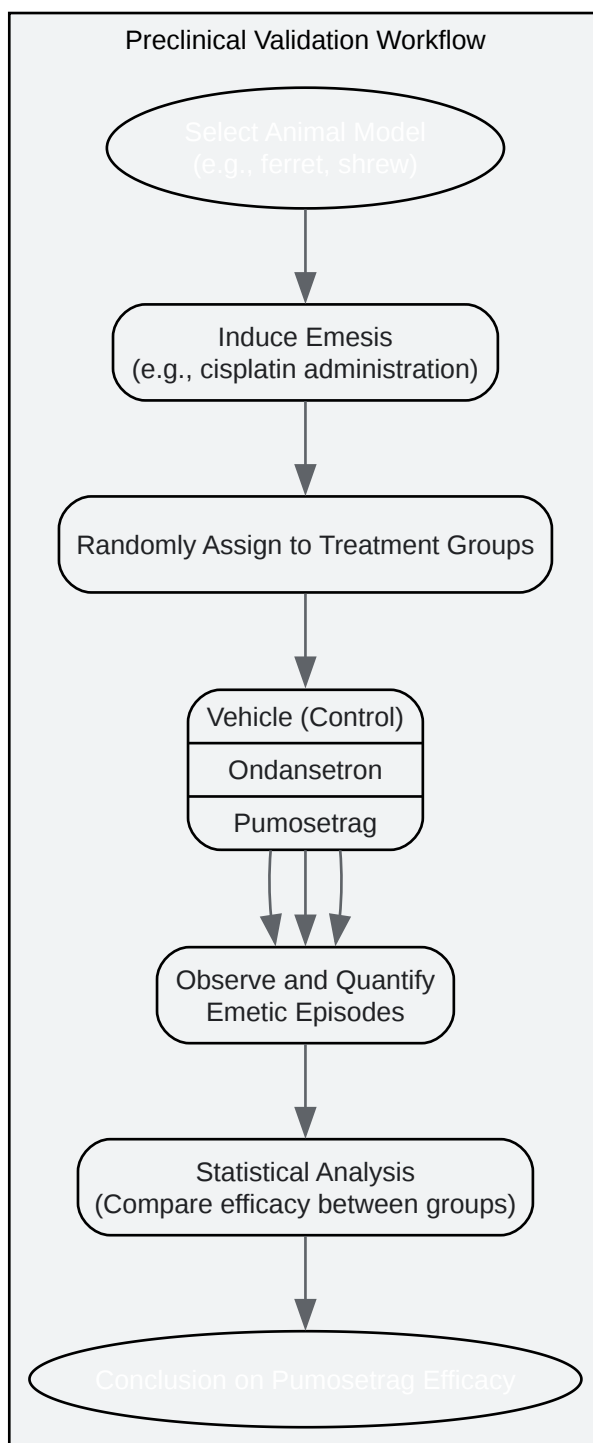 Preclinical Validation Workflow
Select Animal Model
(e.g., ferret, shrew)
Induce Emesis
(e.g., cisplatin administration)
Randomly Assign to Treatment Groups
Vehicle (Control)
Ondansetron
Pumosetrag
Observe and Quantify
Emetic Episodes
Statistical Analysis
(Compare efficacy between groups)
Conclusion on Pumosetrag Efficacy